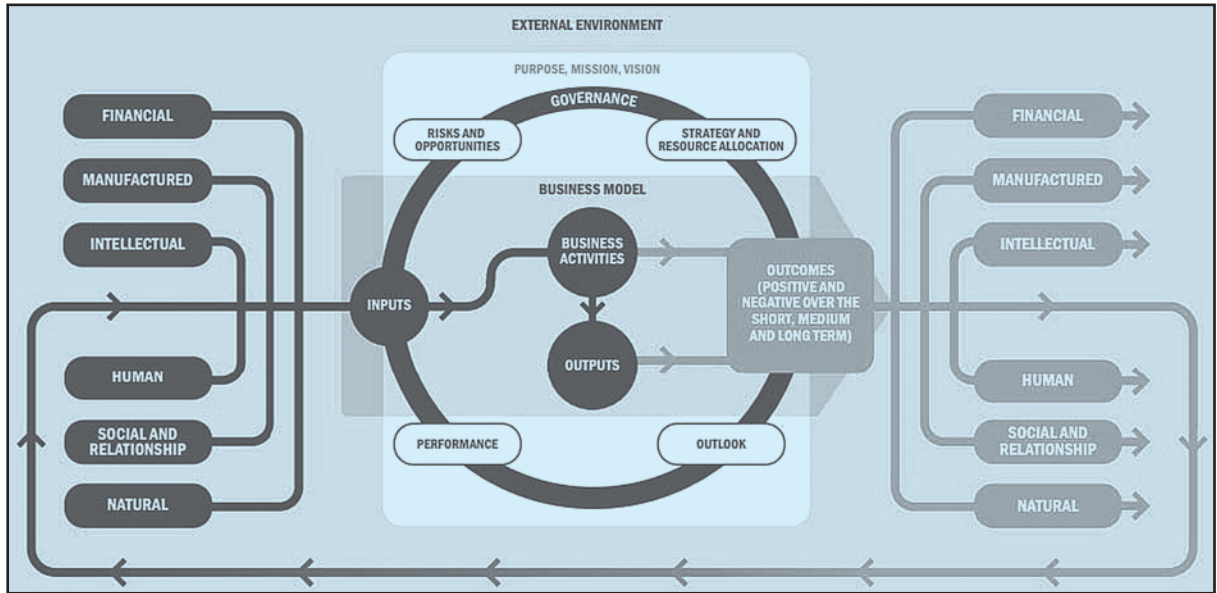 EXTERNAL ENVIRONMENT
PURPOSE, MISSION, VISION
GOVERNANCE
FINANCIAL
MANUFACTURED
INTELLECTUAL
HUMAN
SOCIAL AND
RELATIONSHIP
NATURAL
RISKS AND
OPPORTUNITIES
STRATEGY AND
RESOURCE ALLOCATION
BUSINESS MODEL
INPUTS
BUSINESS
ACTIVITIES
OUTPUTS
OUTCOMES
(POSITIVE AND
NEGATIVE OVER THE
SHORT, MEDIUM
AND LONG TERM)
PERFORMANCE
OUTLOOK
FINANCIAL
MANUFACTURED
INTELLECTUAL
HUMAN
SOCIAL AND
RELATIONSHIP
NATURAL